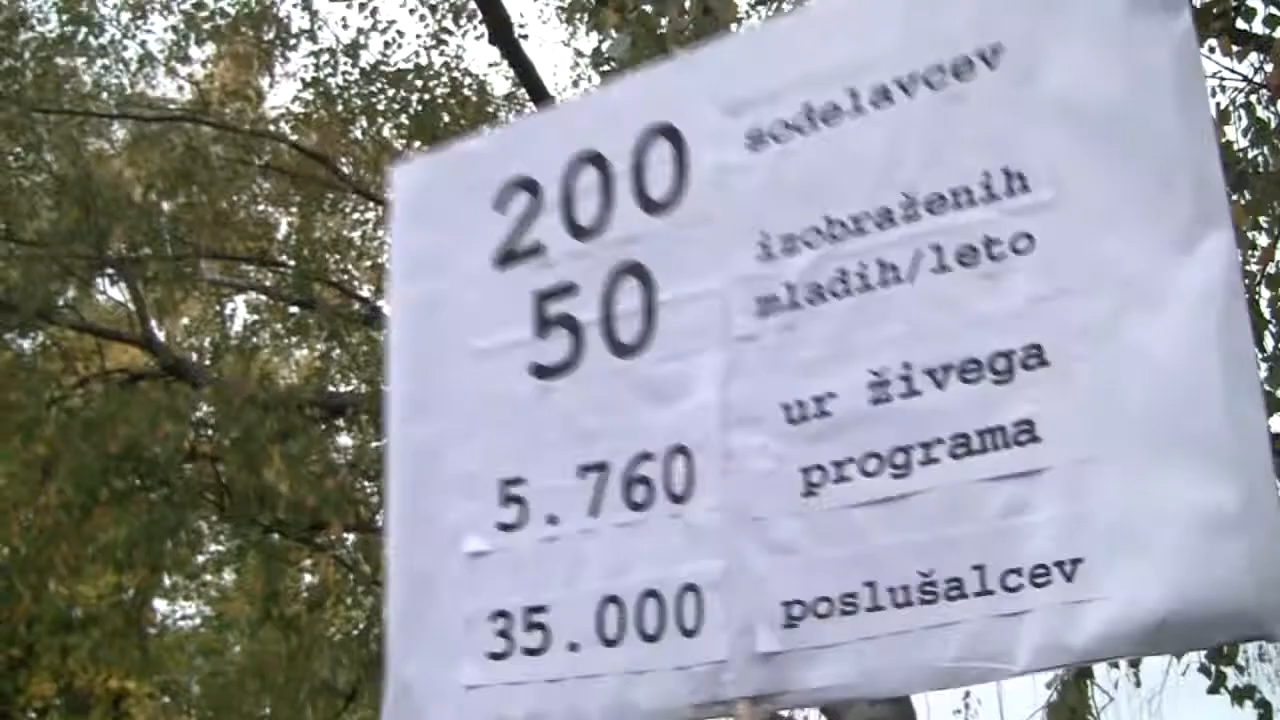 200 sodelavcev
50 izobraženih
mladih/leto
ur živega
5.760 programa
35.000 poslušalcev